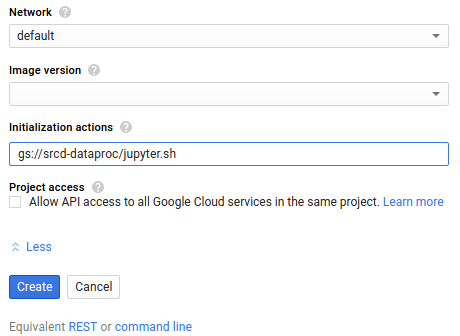 Network
default
Image version
Initialization actions
gs://srcd-dataproc/jupyter.sh
Project access
Allow API access to all Google Cloud services in the same project. Learn more
Less
Create Cancel
Equivalent REST or command line